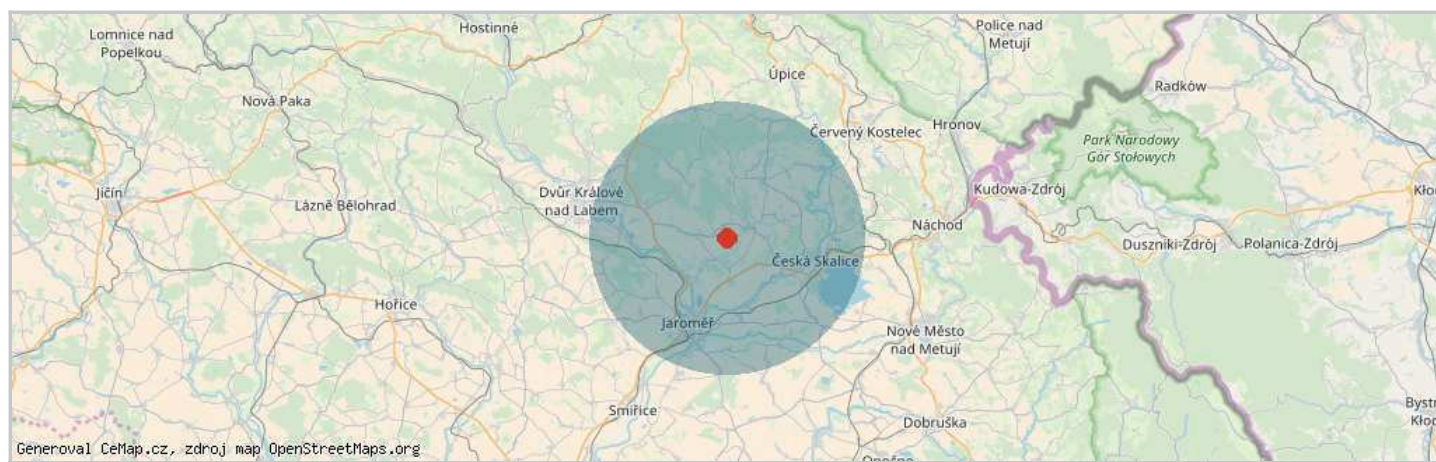 Hostinné
Police nad
Metují
Lomnice nad
Popelkou
Úpice
Radków
Nová Paka
Červený Kostelec
Hronov
Park Narodowy
Gór Stołowych
Jičín
Dvůr Králové
nad Labem
Kudowa-Zdrój
Lázně Bělohrad
Náchod
Duszniki-Zdrój
Polanica-Zdrój
Česká Skalice
Hořice
Jaroměř
Nové Město
nad Metují
Smiřice
Dobruška
Generoval CeMap.cz, zdroj map OpenStreetMaps.org